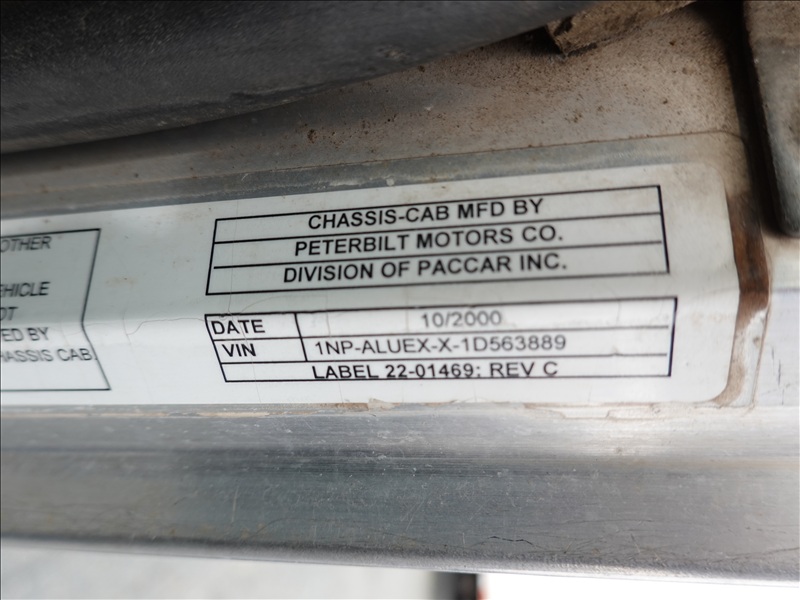 OTHER
EHICLE
OT
ED BY
HASSIS CAB.
CHASSIS-CAB MFD BY
PETERBILT MOTORS CO.
DIVISION OF PACCAR INC.
DATE 10/2000
VIN 1NP-ALUEX-X-1D563889
LABEL 22-01469: REV C